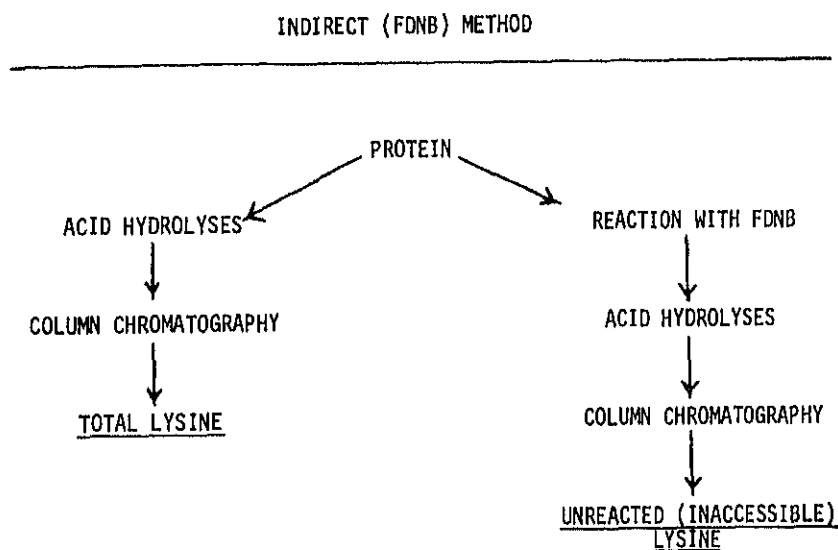 INDIRECT (FDNB) METHOD
PROTEIN
ACID HYDROLYSES
COLUMN CHROMATOGRAPHY
TOTAL LYSINE
REACTION WITH FDNB
ACID HYDROLYSES
COLUMN CHROMATOGRAPHY
UNREACTED (INACCESSIBLE)
LYSINE